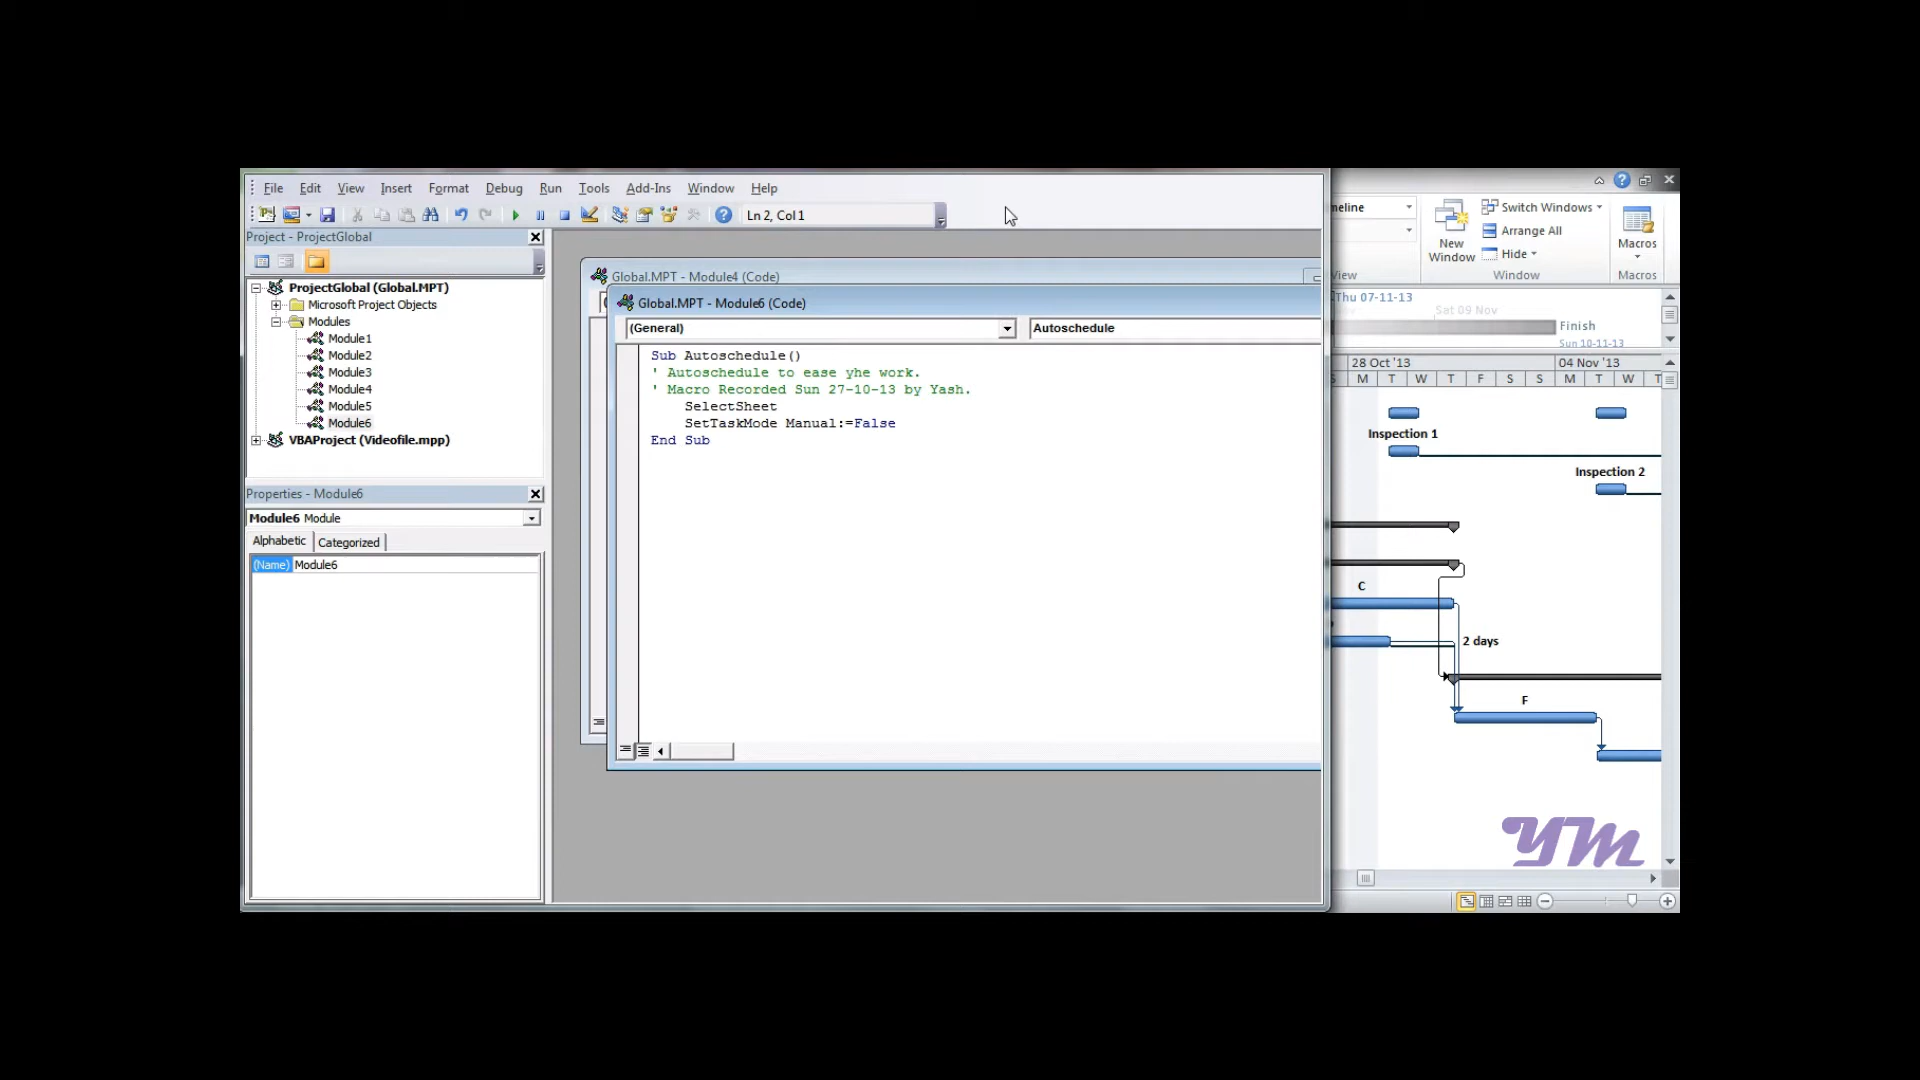 File Edit View Insert Format Debug Run Tools Add-Ins Window Help
Ln 2, Col 1
Project - ProjectGlobal
ProjectGlobal (Global.MPT)
Microsoft Project Objects
Modules
Module1
Module2
Module3
Module4
Module5
Module6
VBAProject (Videofile.mpp)
Properties - Module6
Module6 Module
Alphabetic Categorized
(Name) Module6
Global.MPT - Module4 (Code)
Global.MPT - Module6 (Code)
(General) Autoschedule
Sub Autoschedule()
' Autoschedule to ease yhe work.
' Macro Recorded Sun 27-10-13 by Yash.
SelectSheet
SetTaskMode Manual:=False
End Sub
meline
Switch Windows
Arrange All
Hide
New
Window
Macros
View Window Macros
Thu 07-11-13
Sat 09 Nov
Finish
Sun 10-11-13
28 Oct '13 04 Nov '13
S M T W T F S S M T W T
Inspection 1
Inspection 2
C
2 days
F
YM